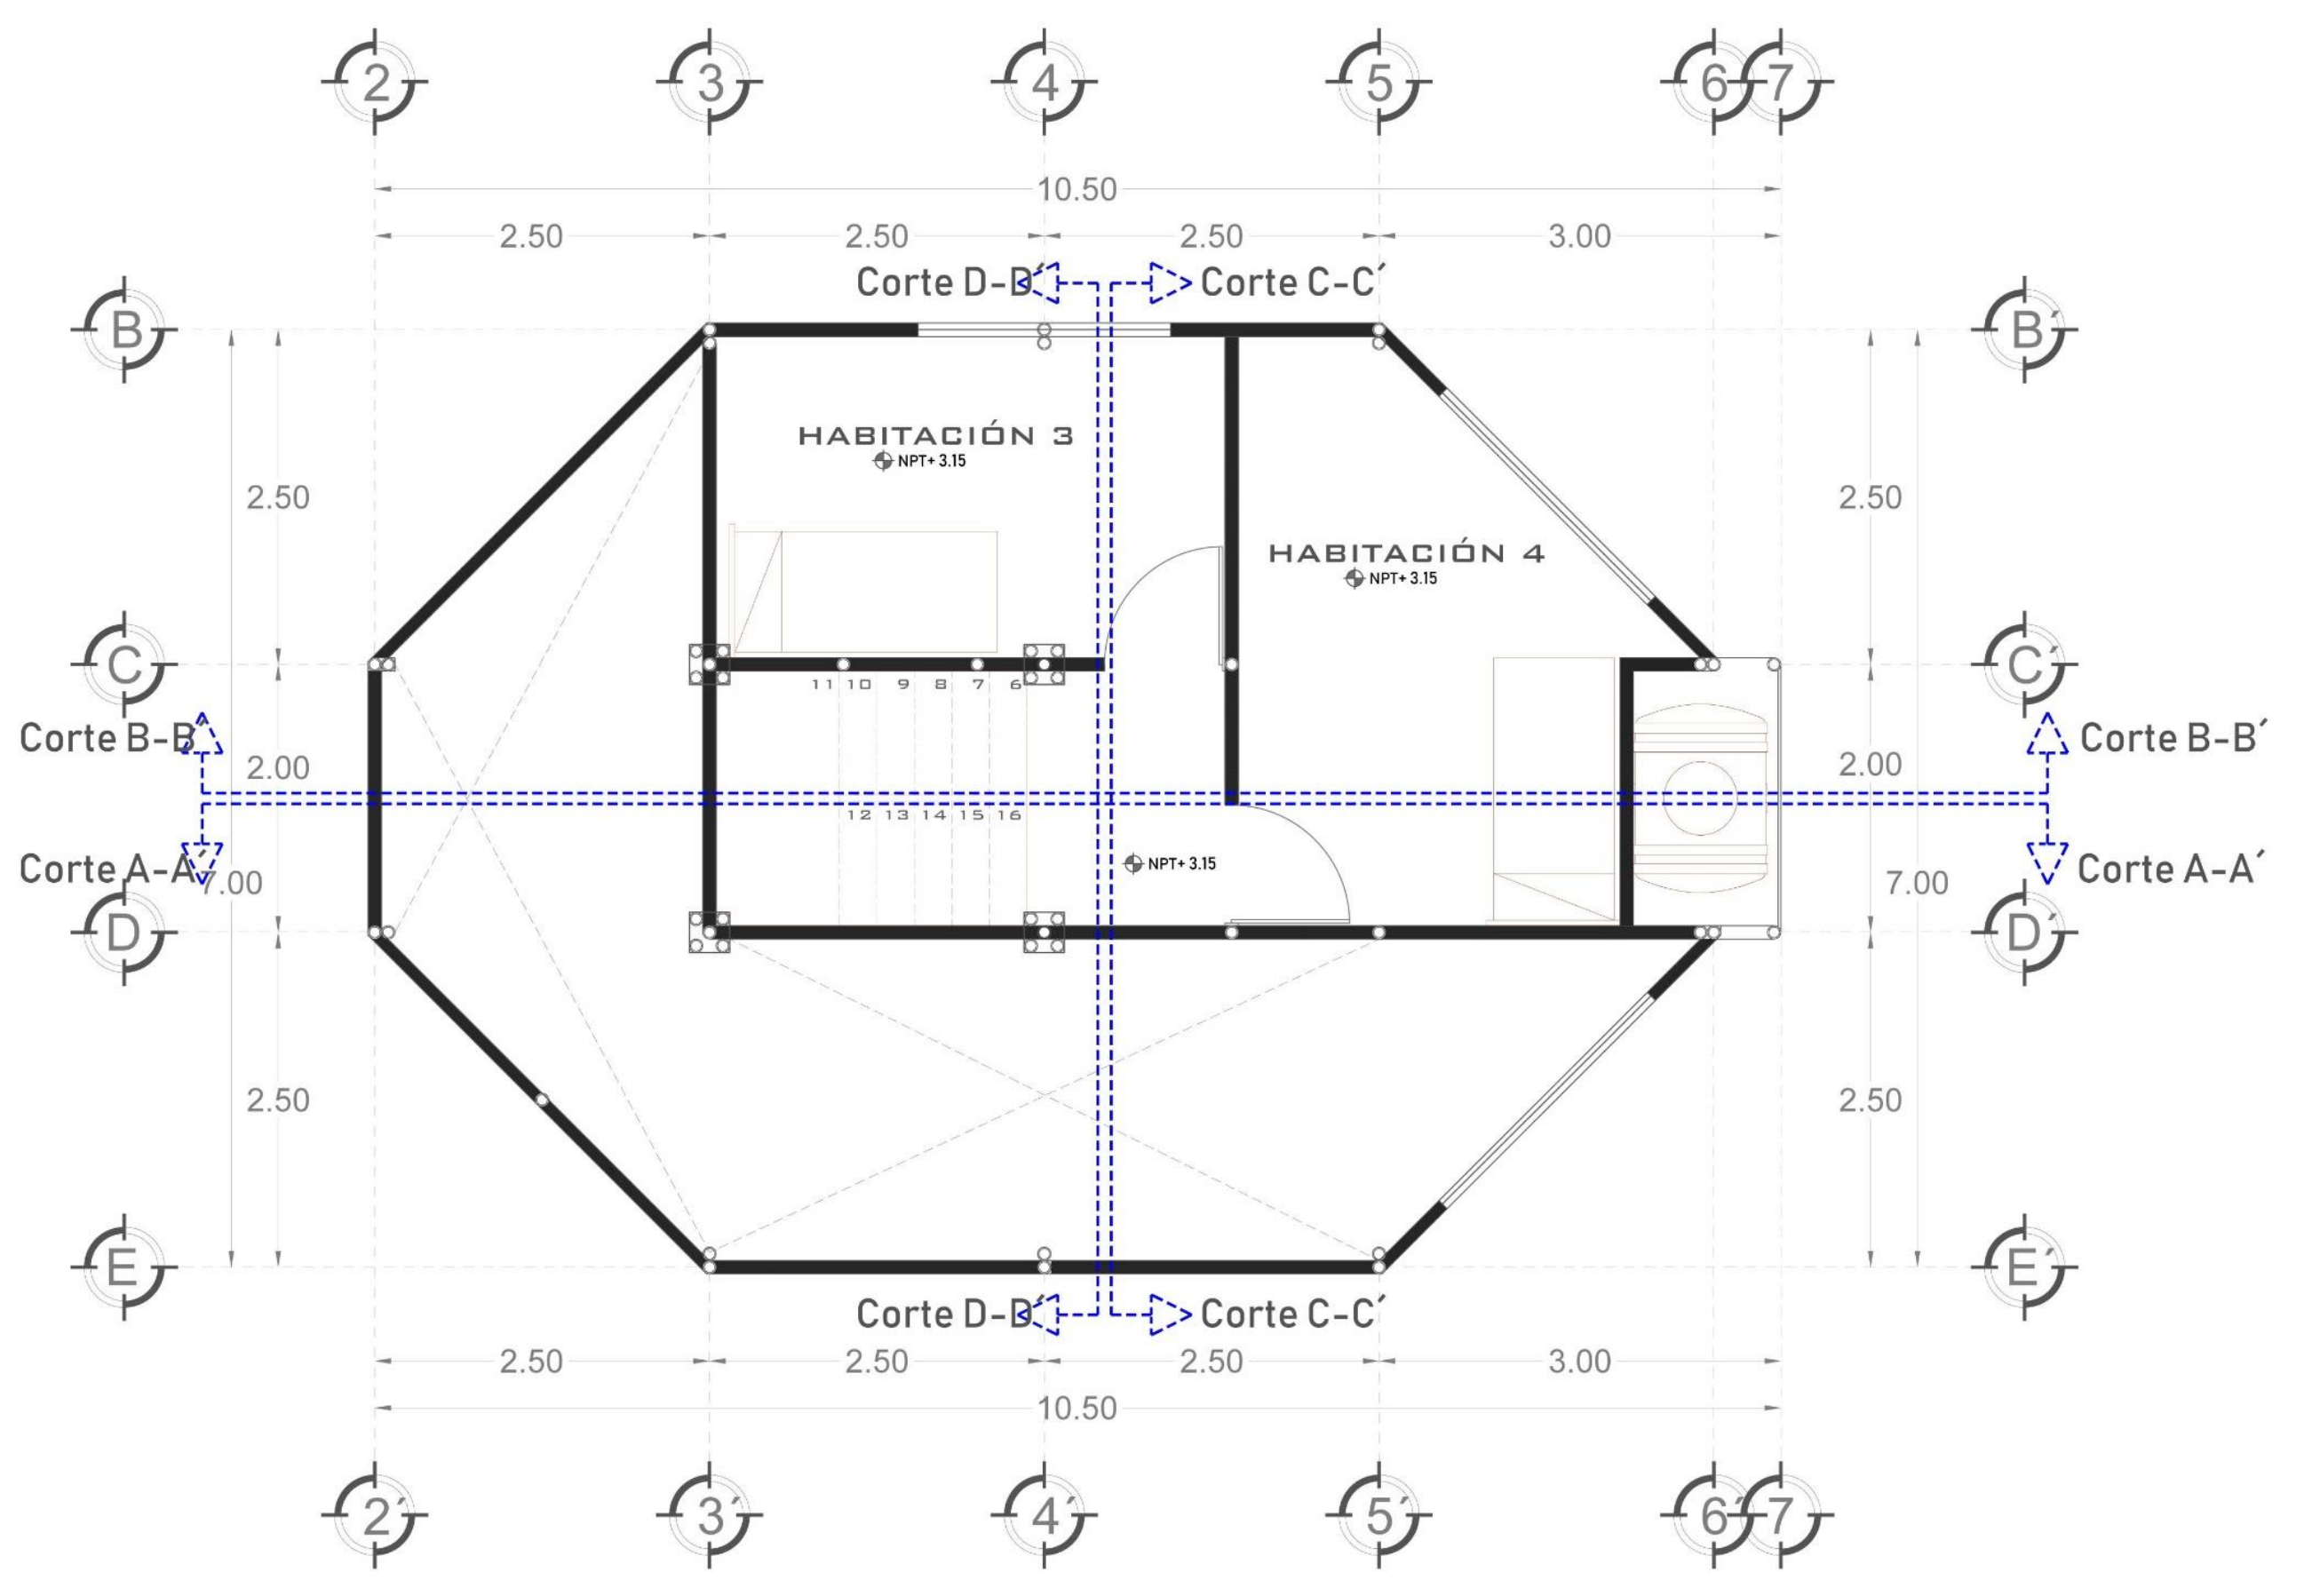 2 3 4 5 6 7
10.50
2.50 2.50 2.50 3.00
Corte D-D´ Corte C-C´
B B´
HABITACIÓN 3
NPT+ 3.15
2.50 2.50
HABITACIÓN 4
NPT+ 3.15
C C´
11 10 9 8 7 6
Corte B-B´ Corte B-B´
2.00 2.00
12 13 14 15 16
NPT+ 3.15
Corte A-A´ Corte A-A´
7.00 7.00
D D´
2.50 2.50
E E´
Corte D-D´ Corte C-C´
2.50 2.50 2.50 3.00
10.50
2´ 3´ 4´ 5´ 6´ 7